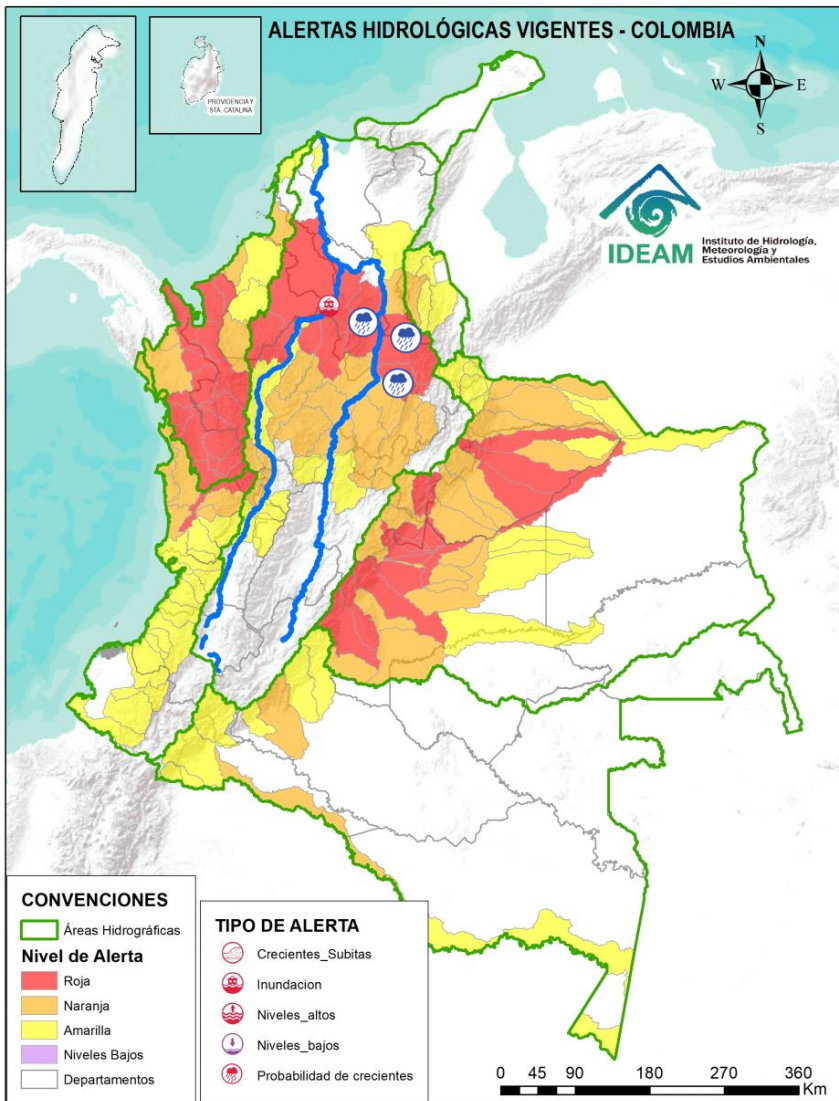 ALERTAS HIDROLÓGICAS VIGENTES - COLOMBIA
PROVIDENCIA Y
STA. CATALINA
N
W
E
S
IDEAM
Instituto de Hidrología,
Meteorología y
Estudios Ambientales
CONVENCIONES
Áreas Hidrográficas
Nivel de Alerta
Roja
Naranja
Amarilla
Niveles Bajos
Departamentos
TIPO DE ALERTA
Crecientes_Subitas
Inundacion
Niveles_altos
Niveles_bajos
Probabilidad de crecientes
0 45 90 180 270 360
Km